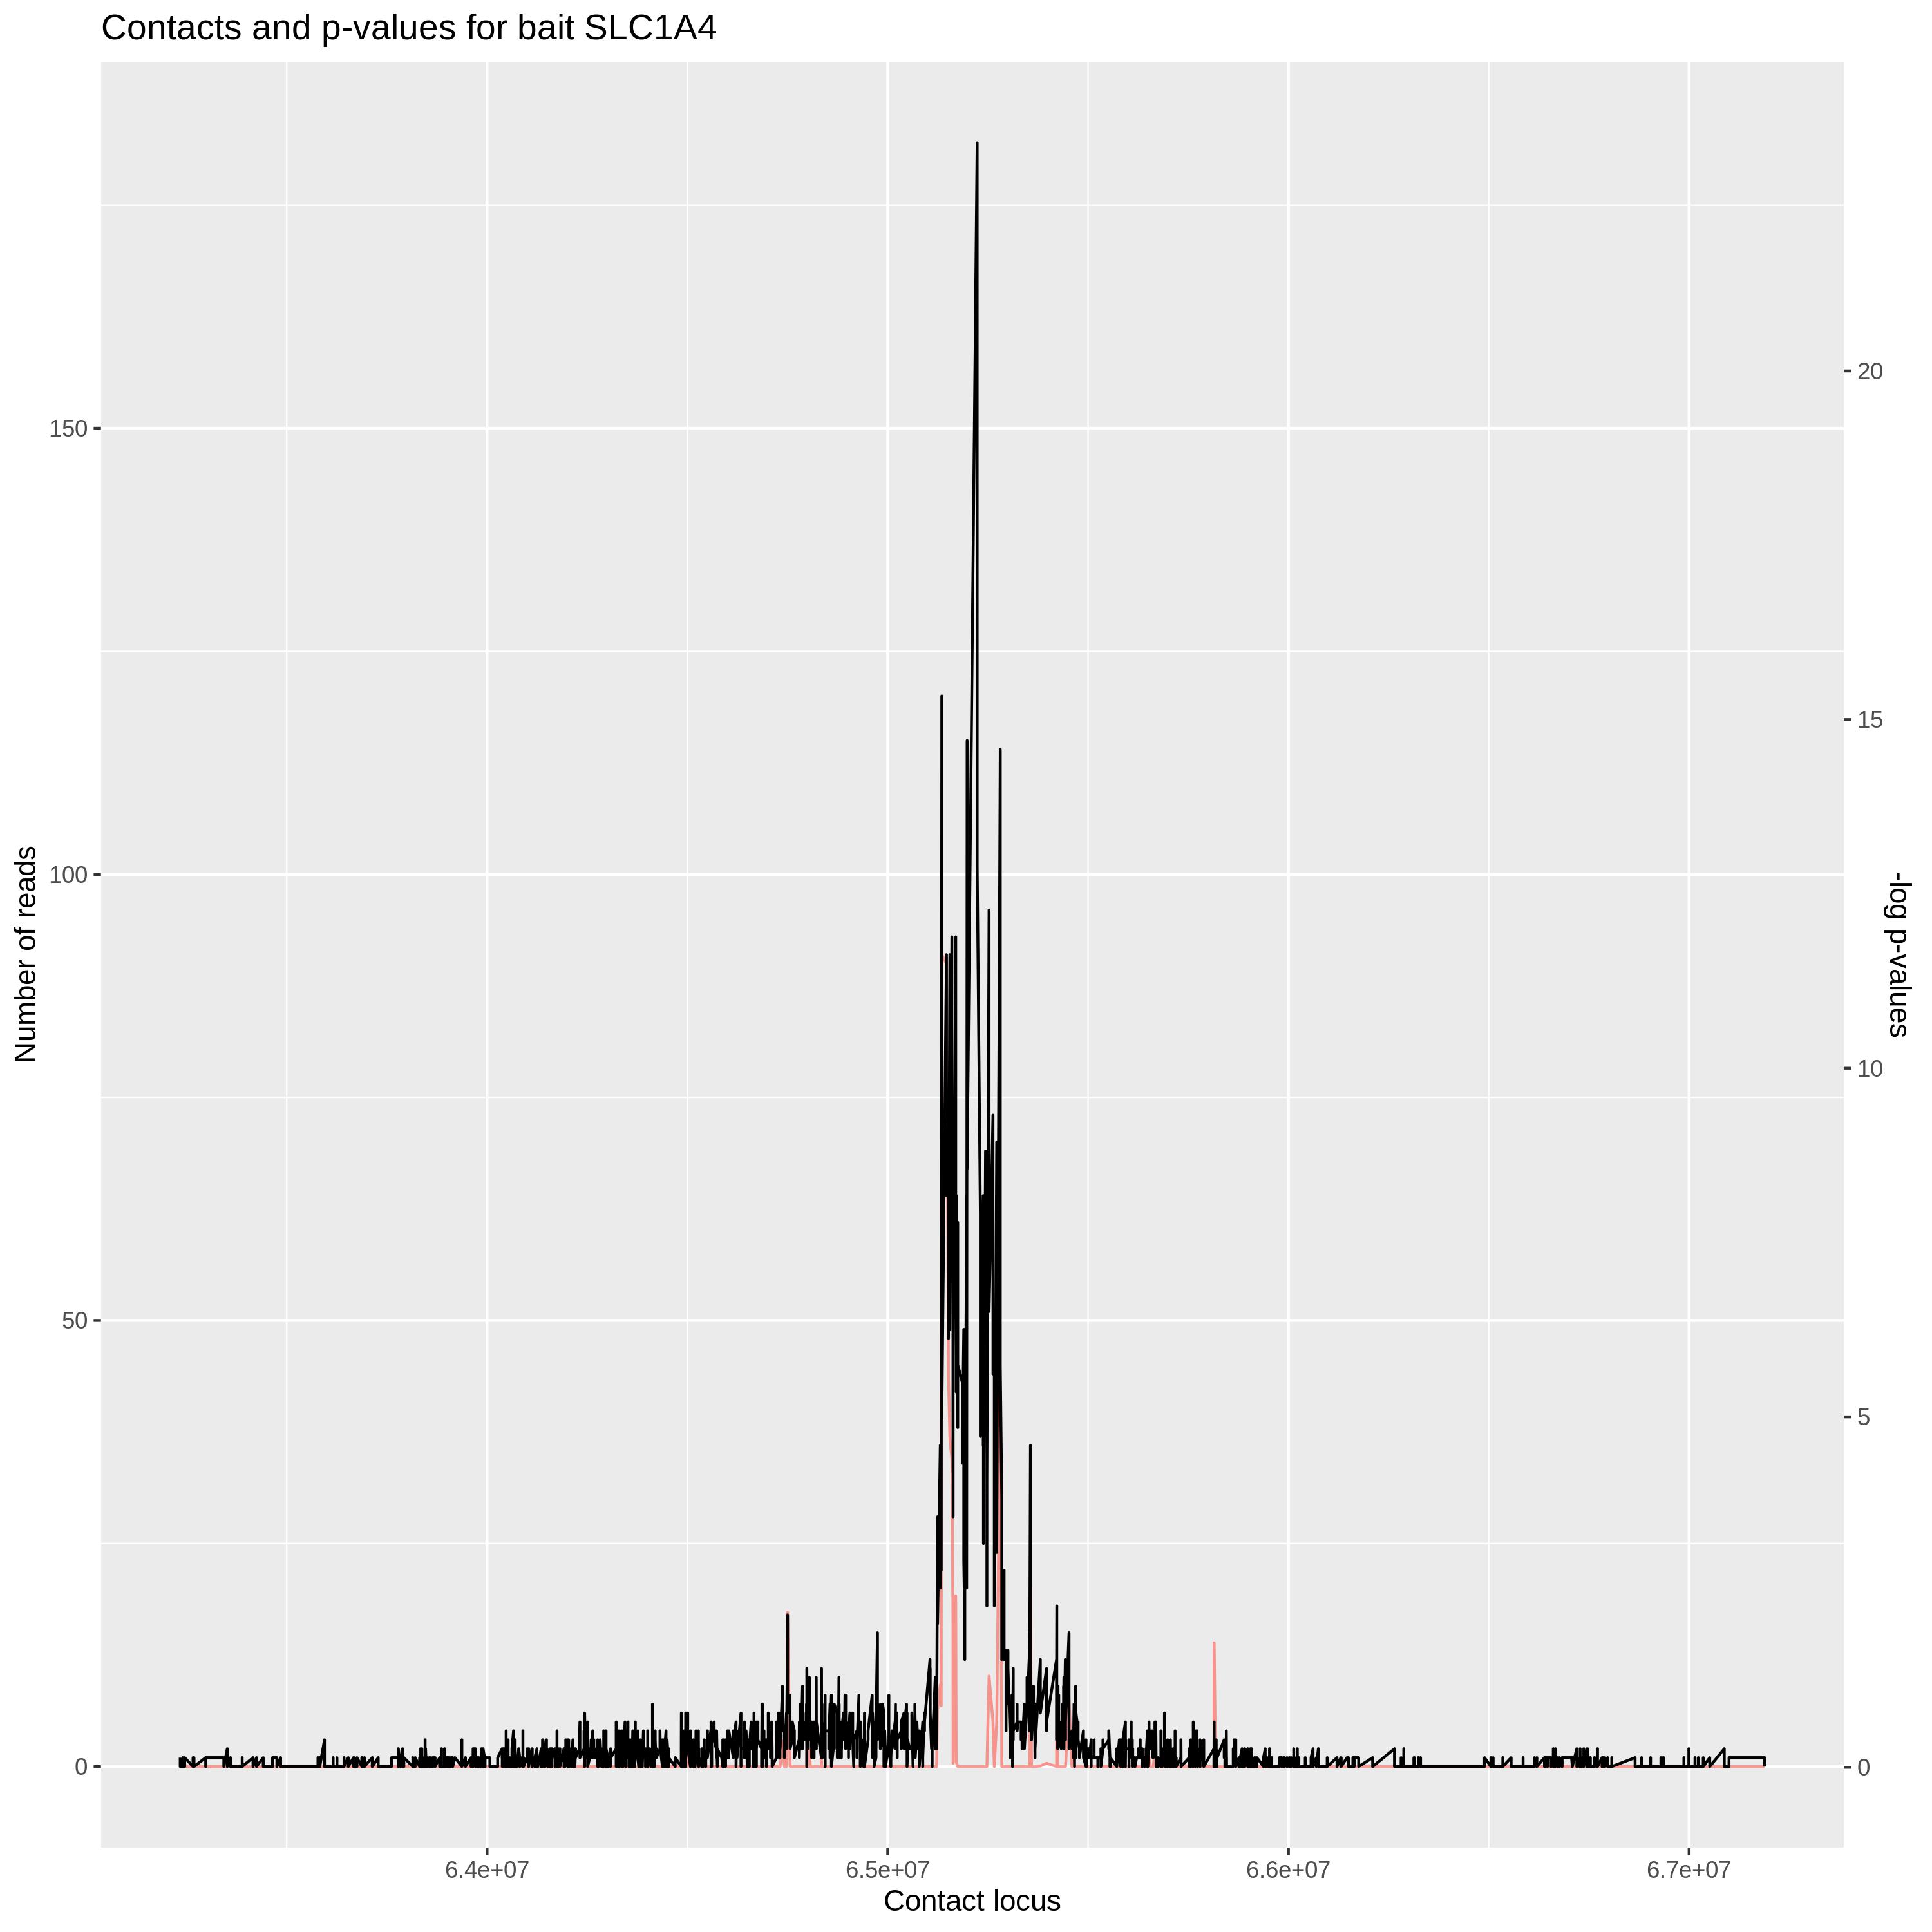 Contacts and p-values for bait SLC1A4
Number of reads
150
100
50
0
20
15
10
5
0
-log p-values
6.4e+07 6.5e+07 6.6e+07 6.7e+07
Contact locus